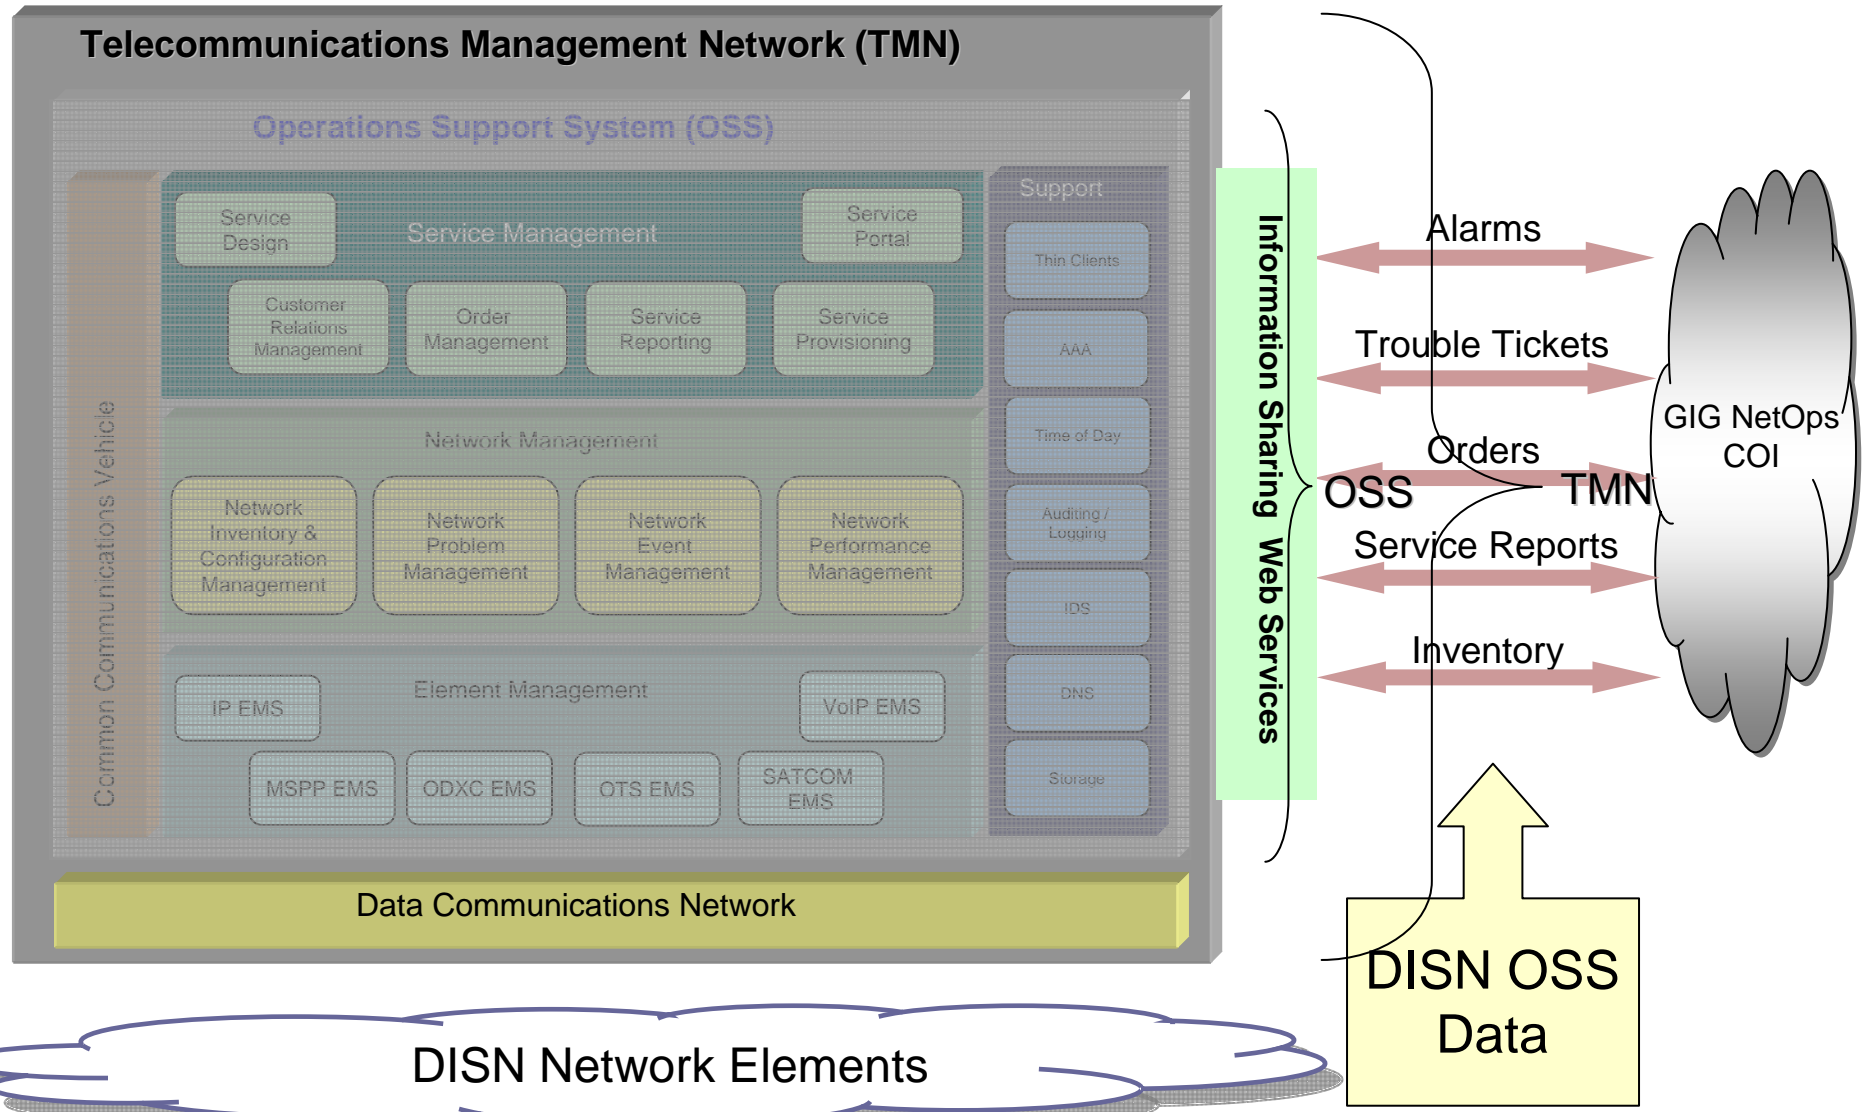 Telecommunications Management Network (TMN)
Operations Support System (OSS)
Common Communications Vehicle
Service
Design
Service Management
Service
Portal
Customer
Relations
Management
Order
Management
Service
Reporting
Service
Provisioning
Network Management
Network
Inventory &
Configuration
Management
Network
Problem
Management
Network
Event
Management
Network
Performance
Management
Element Management
IP EMS
VoIP EMS
MSPP EMS
ODXC EMS
OTS EMS
SATCOM
EMS
Support
Thin Clients
AAA
Time of Day
Auditing /
Logging
IDS
DNS
Storage
Data Communications Network
Information Sharing Web Services
OSS
TMN
Alarms
Trouble Tickets
Orders
Service Reports
Inventory
GIG NetOps
COI
DISN OSS
Data
DISN Network Elements